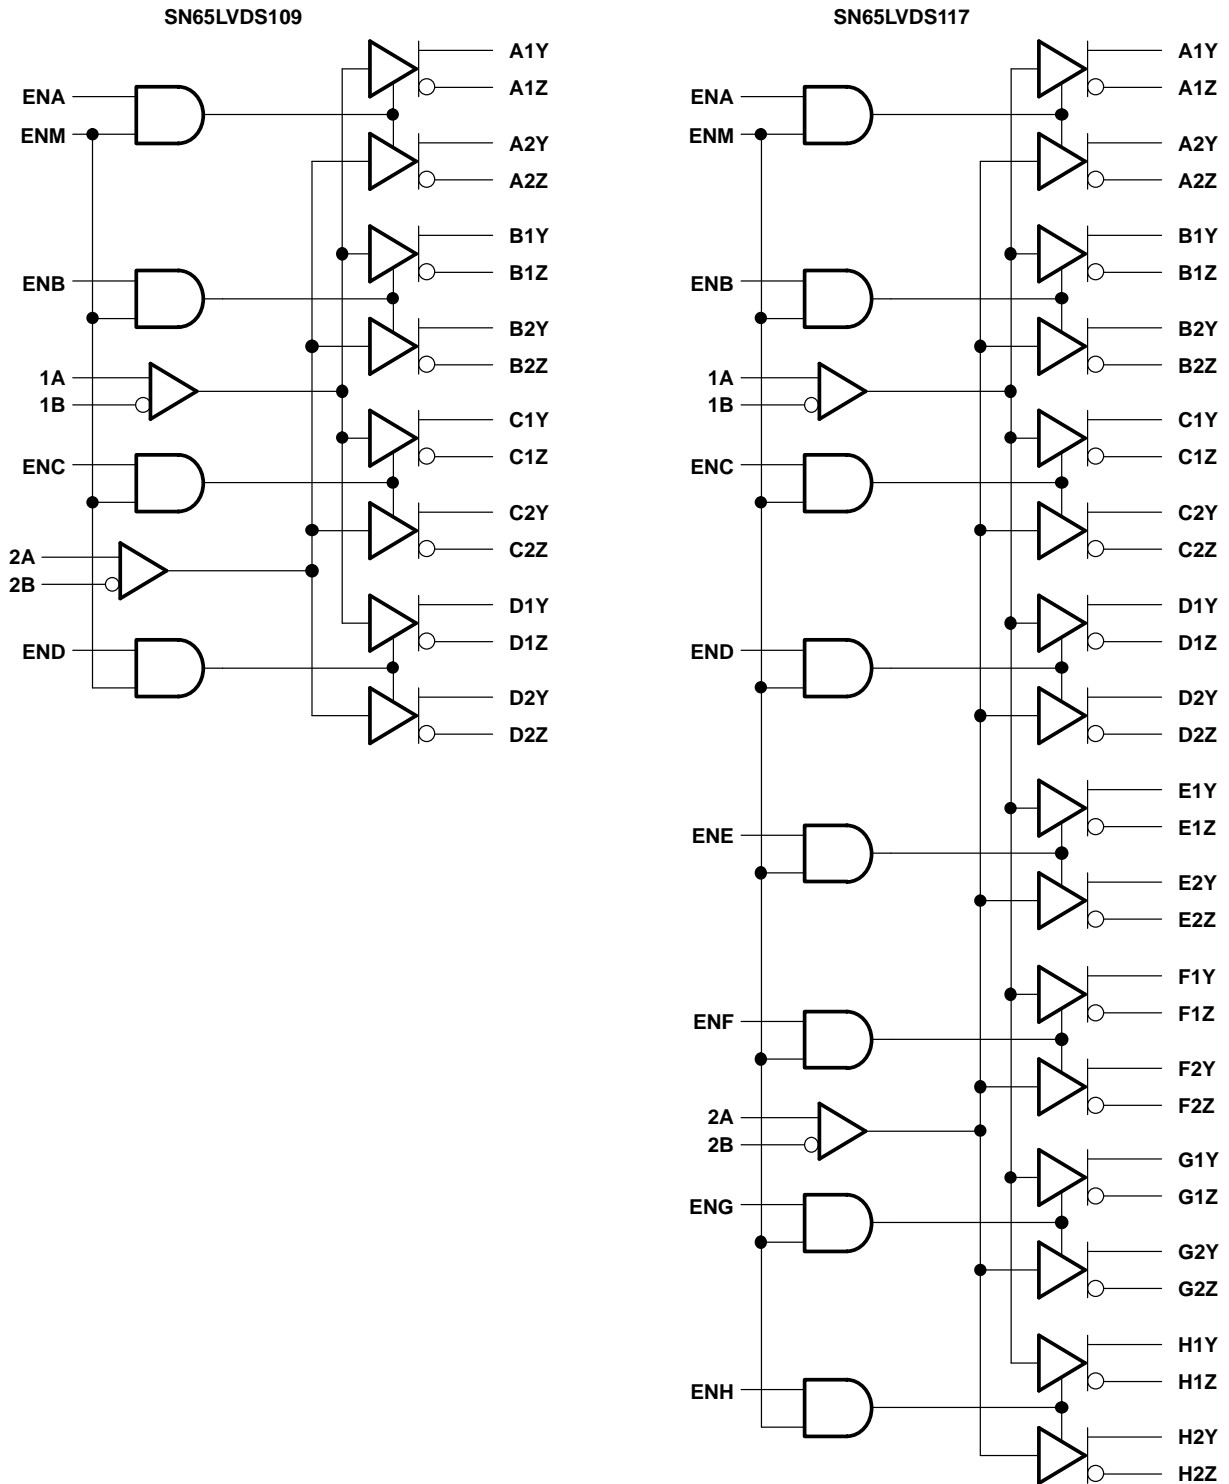 SN65LVDS109
ENA
ENM
ENB
1A
1B
ENC
2A
2B
END
A1Y
A1Z
A2Y
A2Z
B1Y
B1Z
B2Y
B2Z
C1Y
C1Z
C2Y
C2Z
D1Y
D1Z
D2Y
D2Z
SN65LVDS117
ENA
ENM
ENB
1A
1B
ENC
END
ENE
ENF
2A
2B
ENG
ENH
A1Y
A1Z
A2Y
A2Z
B1Y
B1Z
B2Y
B2Z
C1Y
C1Z
C2Y
C2Z
D1Y
D1Z
D2Y
D2Z
E1Y
E1Z
E2Y
E2Z
F1Y
F1Z
F2Y
F2Z
G1Y
G1Z
G2Y
G2Z
H1Y
H1Z
H2Y
H2Z